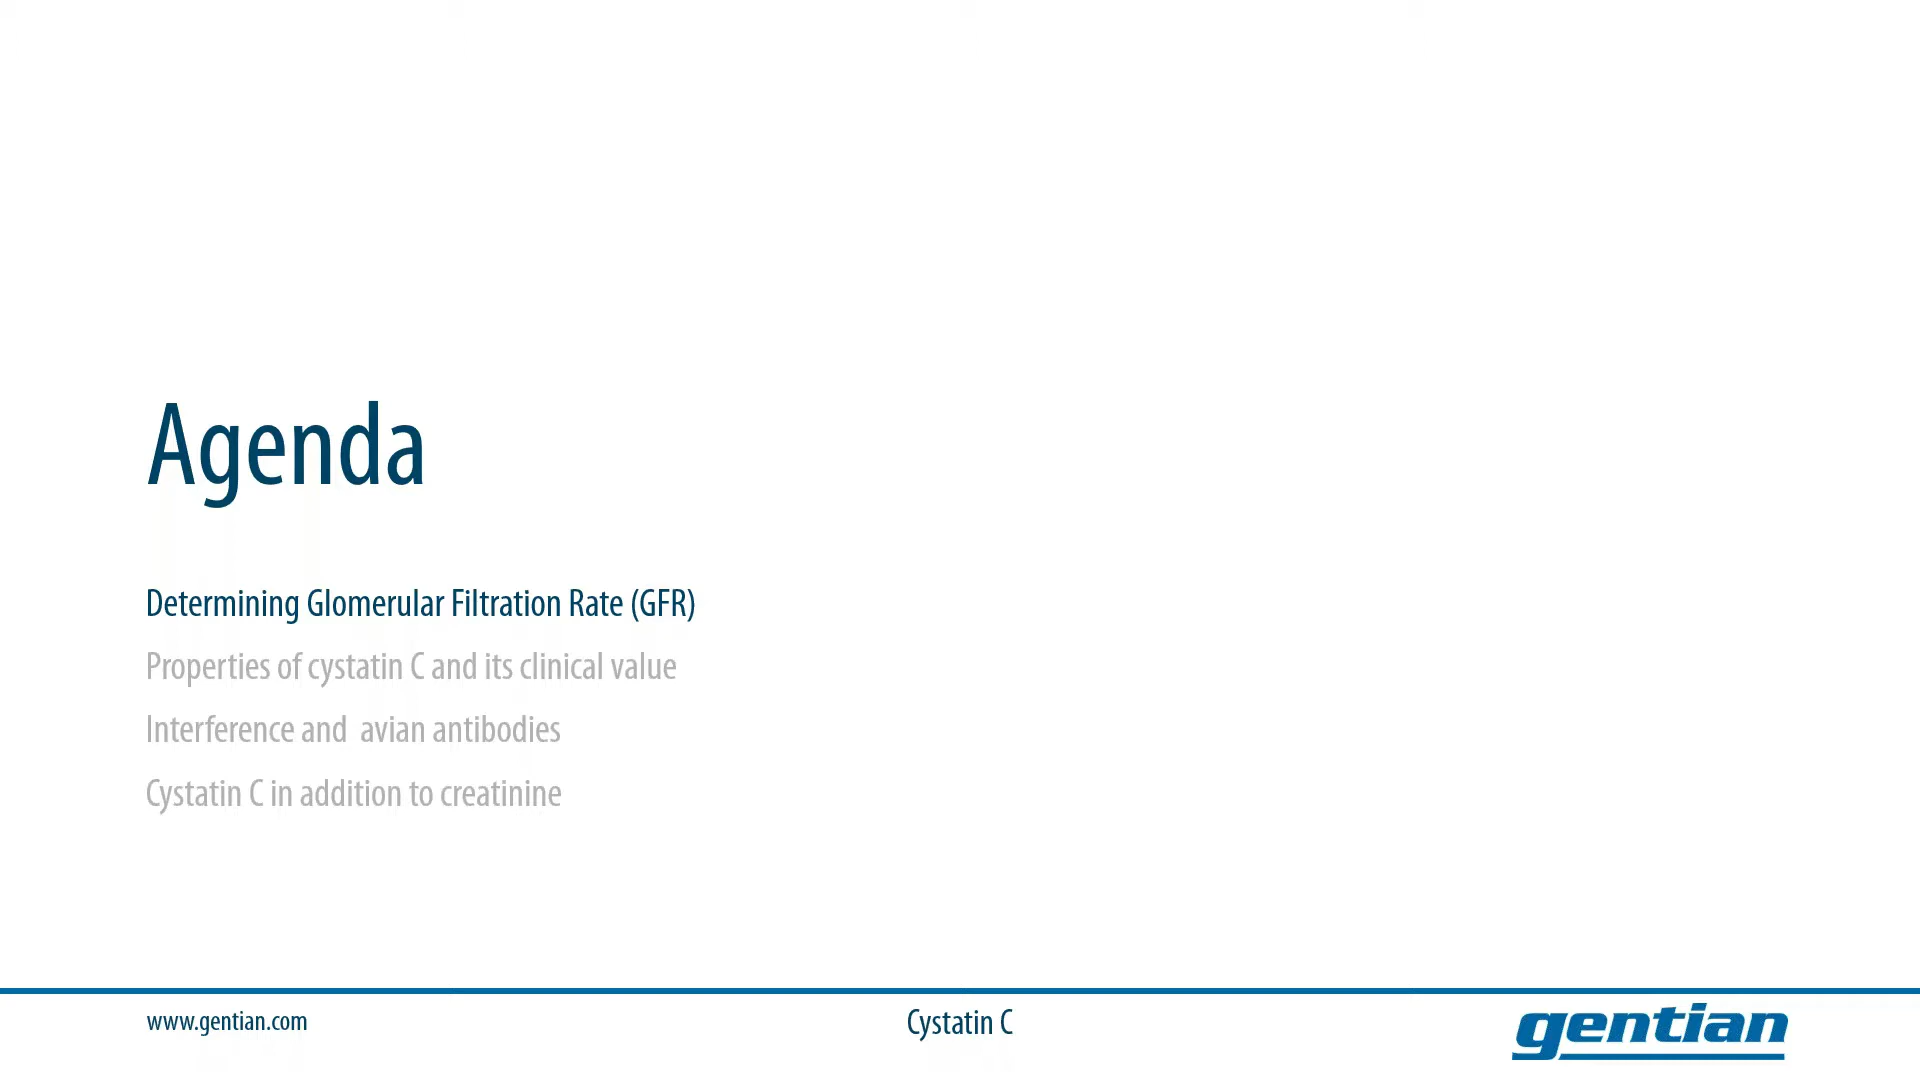 Agenda
Determining Glomerular Filtration Rate (GFR)
Properties of cystatin C and its clinical value
Interference and  avian antibodies
Cystatin C in addition to creatinine
www.gentian.com
Cystatin C
gentian